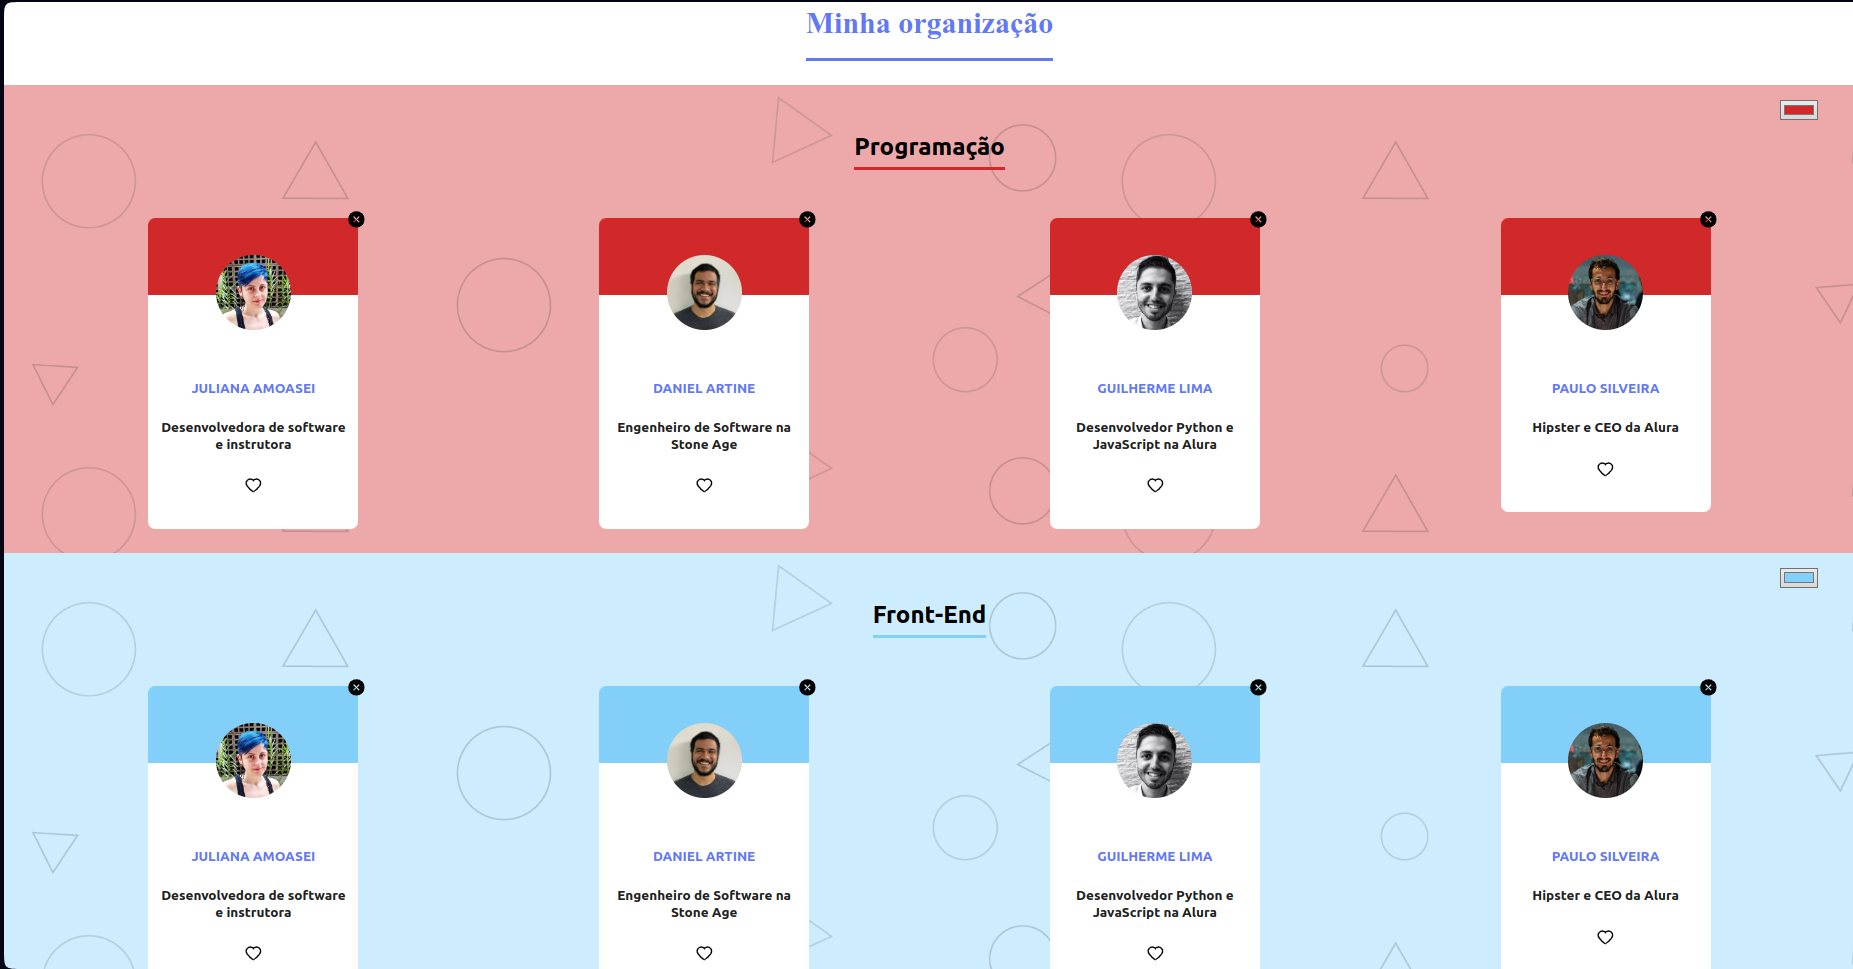 Minha organização
Programação
JULIANA AMOASEI
Desenvolvedora de software
e instrutora
DANIEL ARTINE
Engenheiro de Software na
Stone Age
GUILHERME LIMA
Desenvolvedor Python e
JavaScript na Alura
PAULO SILVEIRA
Hipster e CEO da Alura
Front-End
JULIANA AMOASEI
Desenvolvedora de software
e instrutora
DANIEL ARTINE
Engenheiro de Software na
Stone Age
GUILHERME LIMA
Desenvolvedor Python e
JavaScript na Alura
PAULO SILVEIRA
Hipster e CEO da Alura